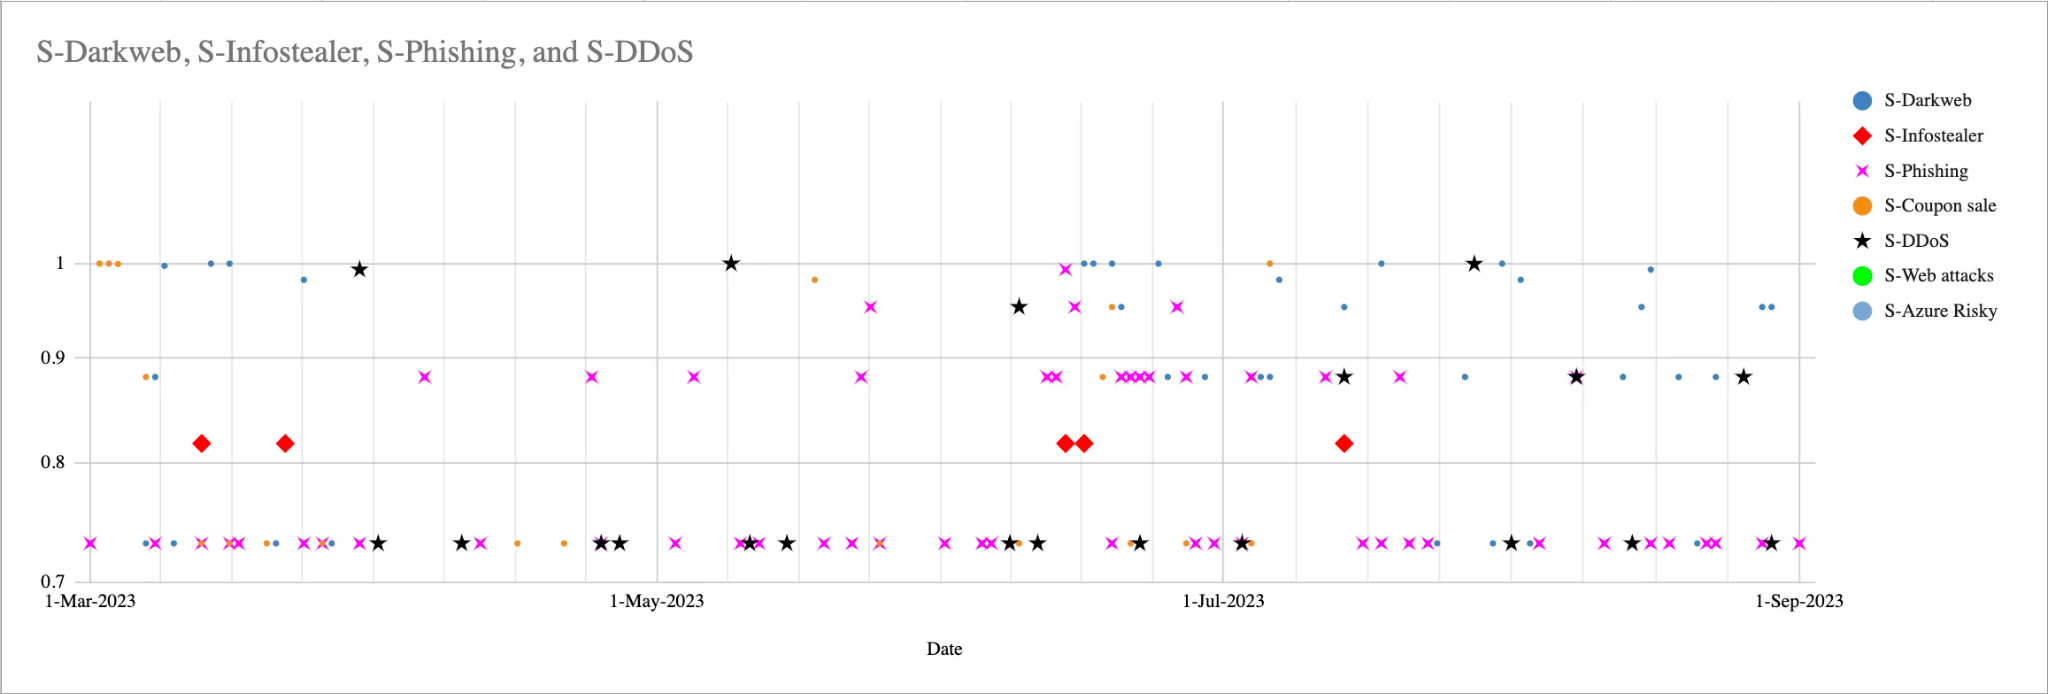 S-Darkweb, S-Infostealer, S-Phishing, and S-DDoS
S-Darkweb
S-Infostealer
S-Phishing
S-Coupon sale
S-DDoS
S-Web attacks
S-Azure Risky
1
0.9
0.8
0.7
1-Mar-2023 1-May-2023 1-Jul-2023 1-Sep-2023
Date